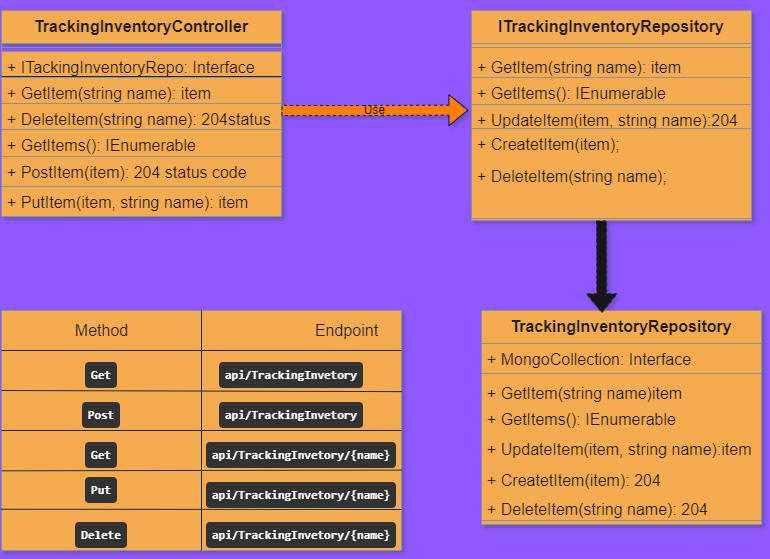 TrackingInventoryController
+ ITackingInventoryRepo: Interface
+ GetItem(string name): item
+ DeleteItem(string name): 204status
+ GetItems(): IEnumerable
+ PostItem(item): 204 status code
+ PutItem(item, string name): item
Use
ITrackingInventoryRepository
+ GetItem(string name): item
+ GetItems(): IEnumerable
+ UpdateItem(item, string name):204
+ CreatetItem(item);
+ DeleteItem(string name);
Method Endpoint
Get api/TrackingInvetory
Post api/TrackingInvetory
Get api/TrackingInvetory/{name}
Put api/TrackingInvetory/{name}
Delete api/TrackingInvetory/{name}
TrackingInventoryRepository
+ MongoCollection: Interface
+ GetItem(string name)item
+ GetItems(): IEnumerable
+ UpdateItem(item, string name):item
+ CreatetItem(item): 204
+ DeleteItem(string name): 204